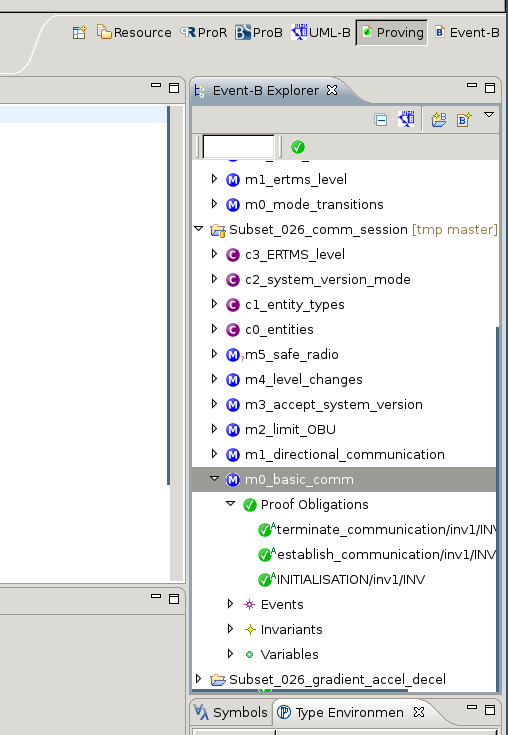 Resource ProR ProB UML-B Proving Event-B
Event-B Explorer
m1_ertms_level
m0_mode_transitions
Subset_026_comm_session [tmp master]
c3_ERTMS_level
c2_system_version_mode
c1_entity_types
c0_entities
m5_safe_radio
m4_level_changes
m3_accept_system_version
m2_limit_OBU
m1_directional_communication
m0_basic_comm
Proof Obligations
terminate_communication/inv1/INV
establish_communication/inv1/INV
INITIALISATION/inv1/INV
Events
Invariants
Variables
Subset_026_gradient_accel_decel
Symbols Type Environmen